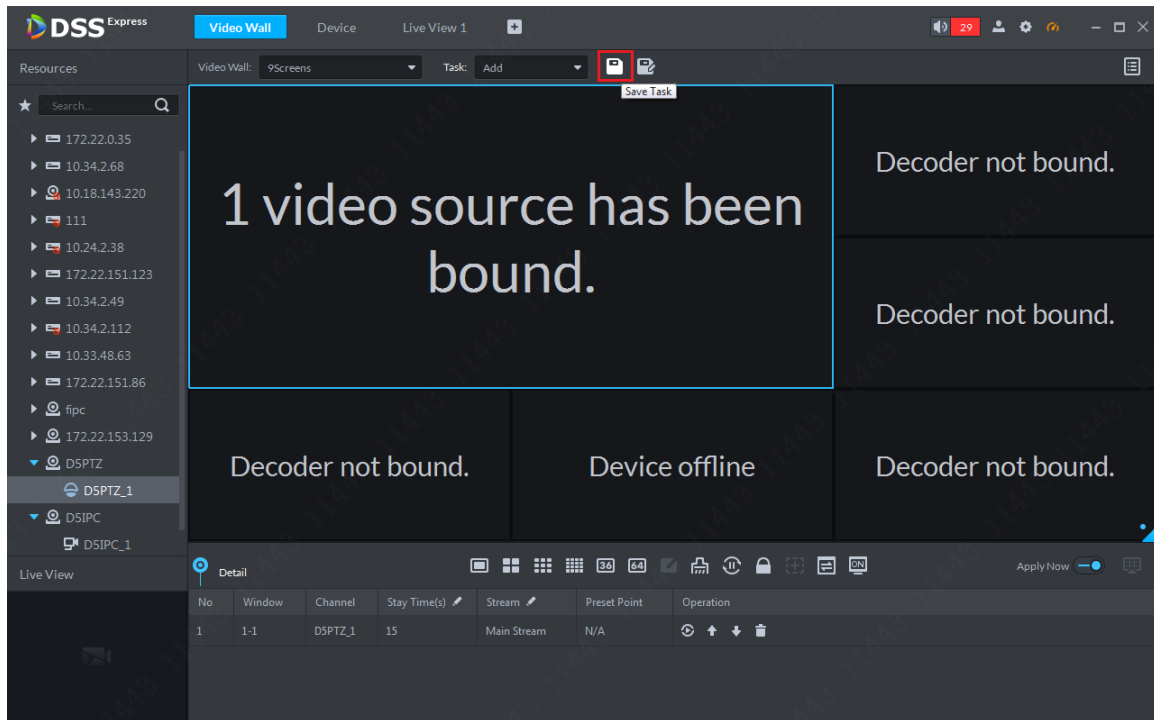 DSS Express
Video Wall
Device
Live View 1
29
Resources
Video Wall: 9Screens
Task: Add
Save Task
Search...
172.22.0.35
10.34.2.68
10.18.143.220
111
10.24.2.38
172.22.151.123
10.34.2.49
10.34.2.112
10.33.48.63
172.22.151.86
fipc
172.22.153.129
D5PTZ
D5PTZ_1
D5IPC
D5IPC_1
1 video source has been
bound.
Decoder not bound.
Decoder not bound.
Decoder not bound.
Device offline
Decoder not bound.
Live View
Detail
36
64
ON
Apply Now
No Window Channel Stay Time(s) Stream Preset Point Operation
1 1-1 D5PTZ_1 15 Main Stream N/A